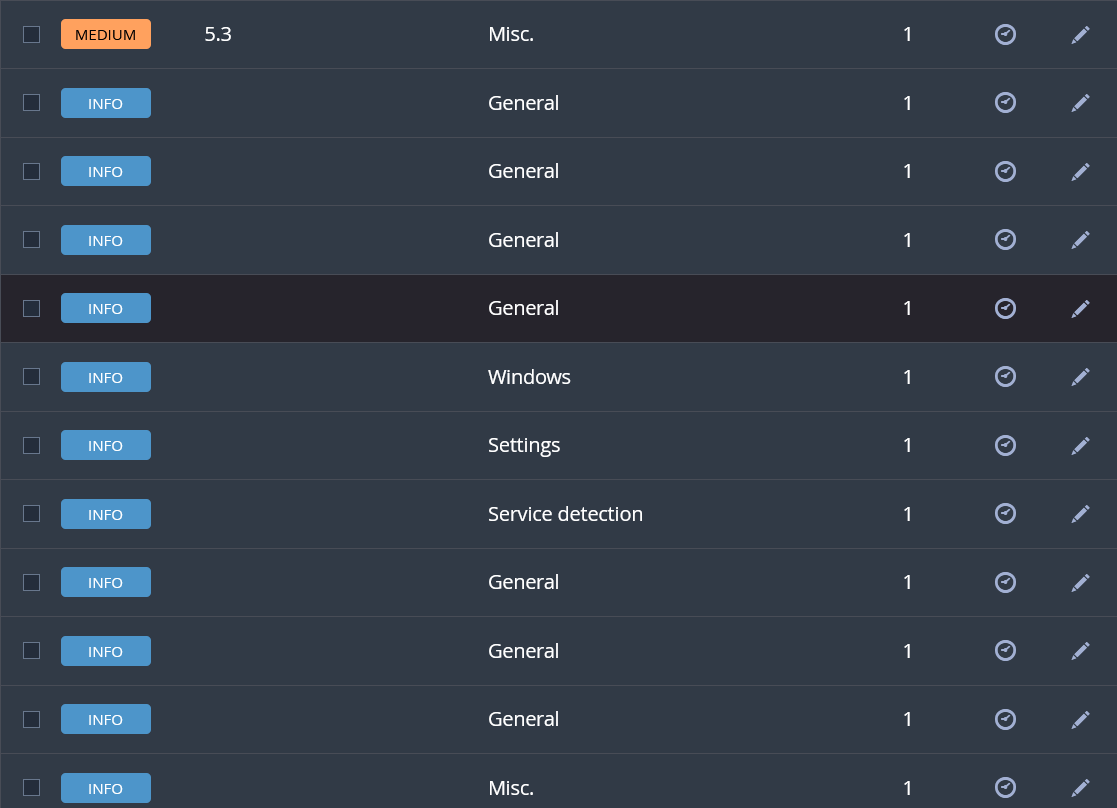 MEDIUM 5.3 Misc. 1
INFO General 1
INFO General 1
INFO General 1
INFO General 1
INFO Windows 1
INFO Settings 1
INFO Service detection 1
INFO General 1
INFO General 1
INFO General 1
INFO Misc. 1